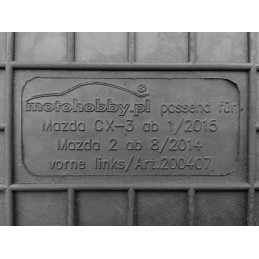 motohobby.pl passend für
Mazda CX-3 ab 1/2015
Mazda 2 ab 8/2014
vorne links/Art.200407